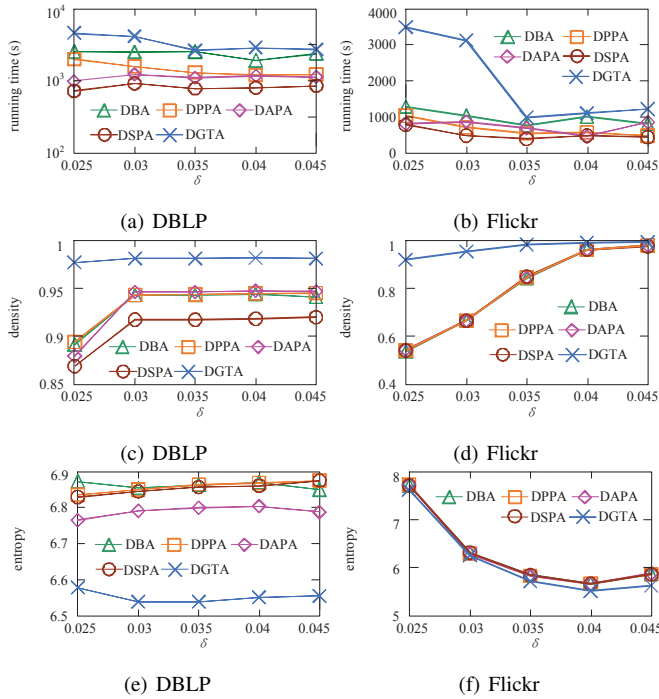 10^4
10^3
10^2
running time (s)
0.025 0.03 0.035 0.04 0.045
δ
DBA DPPA DAPA
DSPA DGTA
(a) DBLP
4000
3000
2000
1000
0
running time (s)
0.025 0.03 0.035 0.04 0.045
δ
DBA DPPA
DAPA DSPA
DGTA
(b) Flickr
1
0.95
0.9
0.85
density
0.025 0.03 0.035 0.04 0.045
δ
DBA DPPA DAPA
DSPA DGTA
(c) DBLP
1
0.8
0.6
0.4
density
0.025 0.03 0.035 0.04 0.045
δ
DBA
DPPA DAPA
DSPA DGTA
(d) Flickr
6.9
6.8
6.7
6.6
6.5
entropy
0.025 0.03 0.035 0.04 0.045
δ
DBA DPPA DAPA
DSPA DGTA
(e) DBLP
8
7
6
5
entropy
0.025 0.03 0.035 0.04 0.045
δ
DBA DPPA DAPA
DSPA DGTA
(f) Flickr